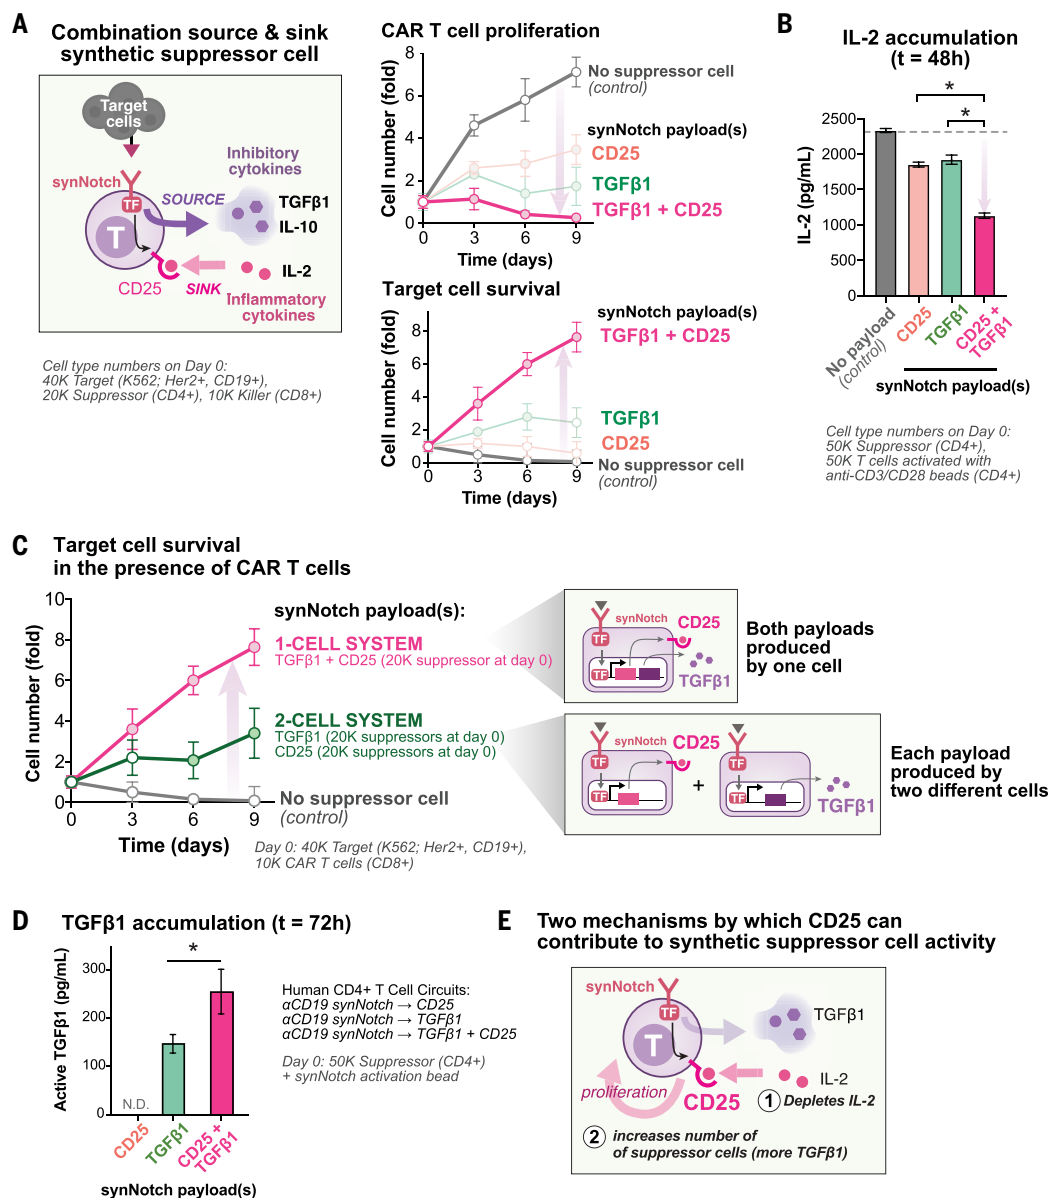 A
Combination source & sink
synthetic suppressor cell
Target
cells
synNotch
TF
T
SOURCE
Inhibitory
cytokines
TGFβ1
IL-10
IL-2
CD25
SINK
Inflammatory
cytokines
Cell type numbers on Day 0:
40K Target (K562; Her2+, CD19+),
20K Suppressor (CD4+), 10K Killer (CD8+)
CAR T cell proliferation
Cell number (fold)
8
6
4
2
0
0
3
6
9
Time (days)
No suppressor cell
(control)
synNotch payload(s)
CD25
TGFβ1
TGFβ1 + CD25
Target cell survival
Cell number (fold)
8
6
4
2
0
0
3
6
9
Time (days)
synNotch payload(s)
TGFβ1 + CD25
TGFβ1
CD25
No suppressor cell
(control)
B
IL-2 accumulation
(t = 48h)
*
*
IL-2 (pg/mL)
2500
2000
1500
1000
500
0
No payload
(control)
CD25
TGFβ1
CD25 +
TGFβ1
synNotch payload(s)
Cell type numbers on Day 0:
50K Suppressor (CD4+),
50K T cells activated with
anti-CD3/CD28 beads (CD4+)
C
Target cell survival
in the presence of CAR T cells
Cell number (fold)
10
8
6
4
2
0
0
3
6
9
Time (days)
synNotch payload(s):
1-CELL SYSTEM
TGFβ1 + CD25 (20K suppressor at day 0)
2-CELL SYSTEM
TGFβ1 (20K suppressors at day 0)
CD25 (20K suppressors at day 0)
No suppressor cell
(control)
Day 0: 40K Target (K562; Her2+, CD19+),
10K CAR T cells (CD8+)
synNotch
CD25
TF
TF
TGFβ1
Both payloads
produced
by one cell
synNotch
CD25
TF
TF
+
TF
TF
TGFβ1
Each payload
produced by
two different cells
D
TGFβ1 accumulation (t = 72h)
*
Active TGFβ1 (pg/mL)
300
200
100
0
N.D.
CD25
TGFβ1
CD25 +
TGFβ1
synNotch payload(s)
Human CD4+ T Cell Circuits:
αCD19 synNotch → CD25
αCD19 synNotch → TGFβ1
αCD19 synNotch → TGFβ1 + CD25
Day 0: 50K Suppressor (CD4+)
+ synNotch activation bead
E
Two mechanisms by which CD25 can
contribute to synthetic suppressor cell activity
synNotch
TF
T
TGFβ1
IL-2
proliferation
CD25
1 Depletes IL-2
2 increases number of
of suppressor cells (more TGFβ1)